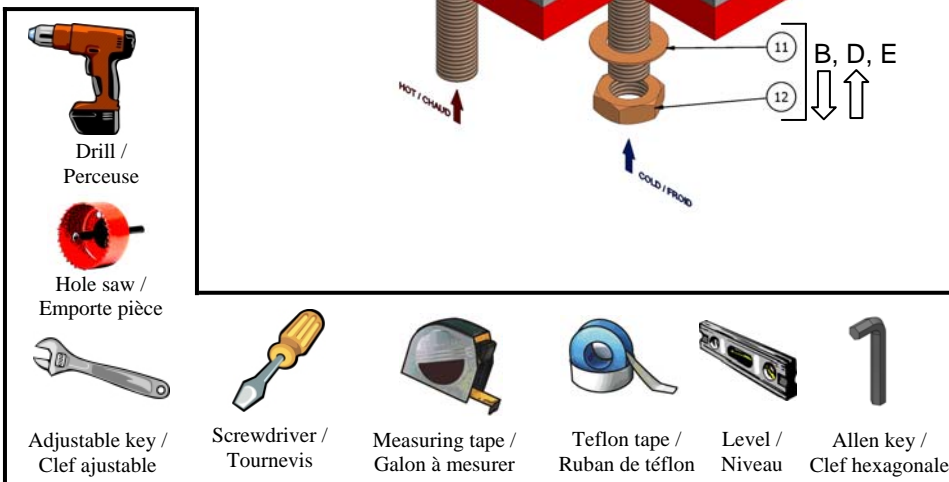 HOT / CHAUD
11
B, D, E
12
COLD / FROID
Drill /
Perceuse
Hole saw /
Emporte pièce
Adjustable key /
Clef ajustable
Screwdriver /
Tournevis
Measuring tape /
Galon à mesurer
Teflon tape /
Ruban de téflon
Level /
Niveau
Allen key /
Clef hexagonale